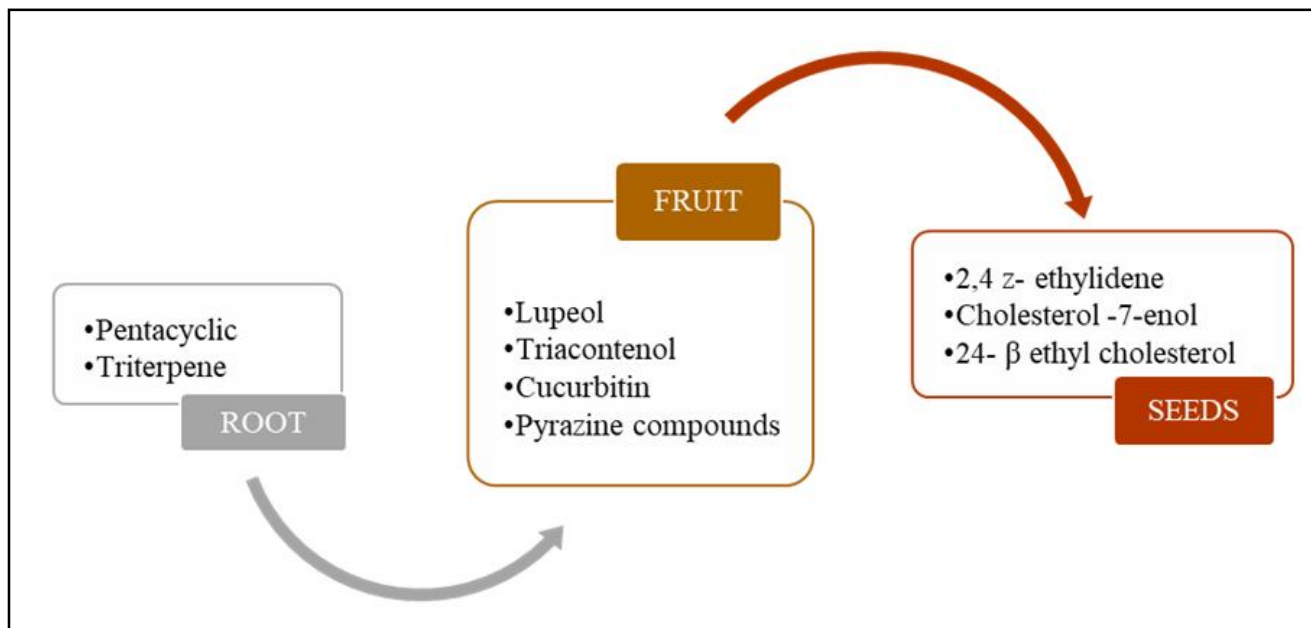 •Pentacyclic
•Triterpene
ROOT
FRUIT
•Lupeol
•Triacontenol
•Cucurbitin
•Pyrazine compounds
•2,4 z- ethylidene
•Cholesterol -7-enol
•24- β ethyl cholesterol
SEEDS